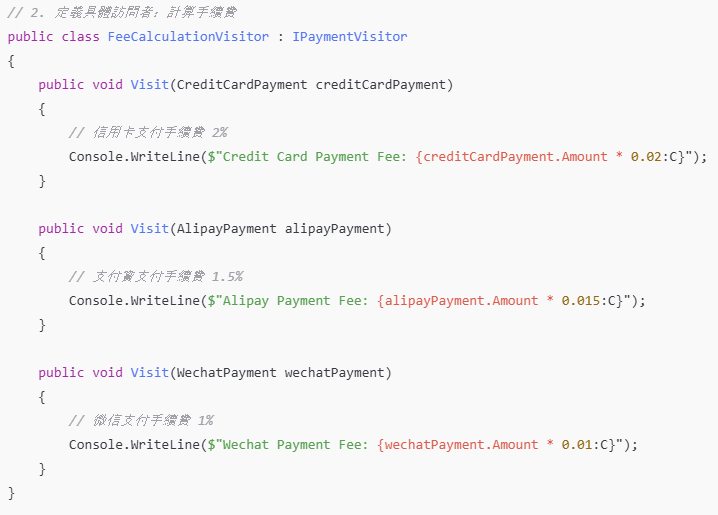 // 2. 定義具體訪問者：計算手續費
public class FeeCalculationVisitor : IPaymentVisitor
{
    public void Visit(CreditCardPayment creditCardPayment)
    {
        // 信用卡支付手續費 2%
        Console.WriteLine($"Credit Card Payment Fee: {creditCardPayment.Amount * 0.02:C}");
    }

    public void Visit(AlipayPayment alipayPayment)
    {
        // 支付寶支付手續費 1.5%
        Console.WriteLine($"Alipay Payment Fee: {alipayPayment.Amount * 0.015:C}");
    }

    public void Visit(WechatPayment wechatPayment)
    {
        // 微信支付手續費 1%
        Console.WriteLine($"Wechat Payment Fee: {wechatPayment.Amount * 0.01:C}");
    }
}